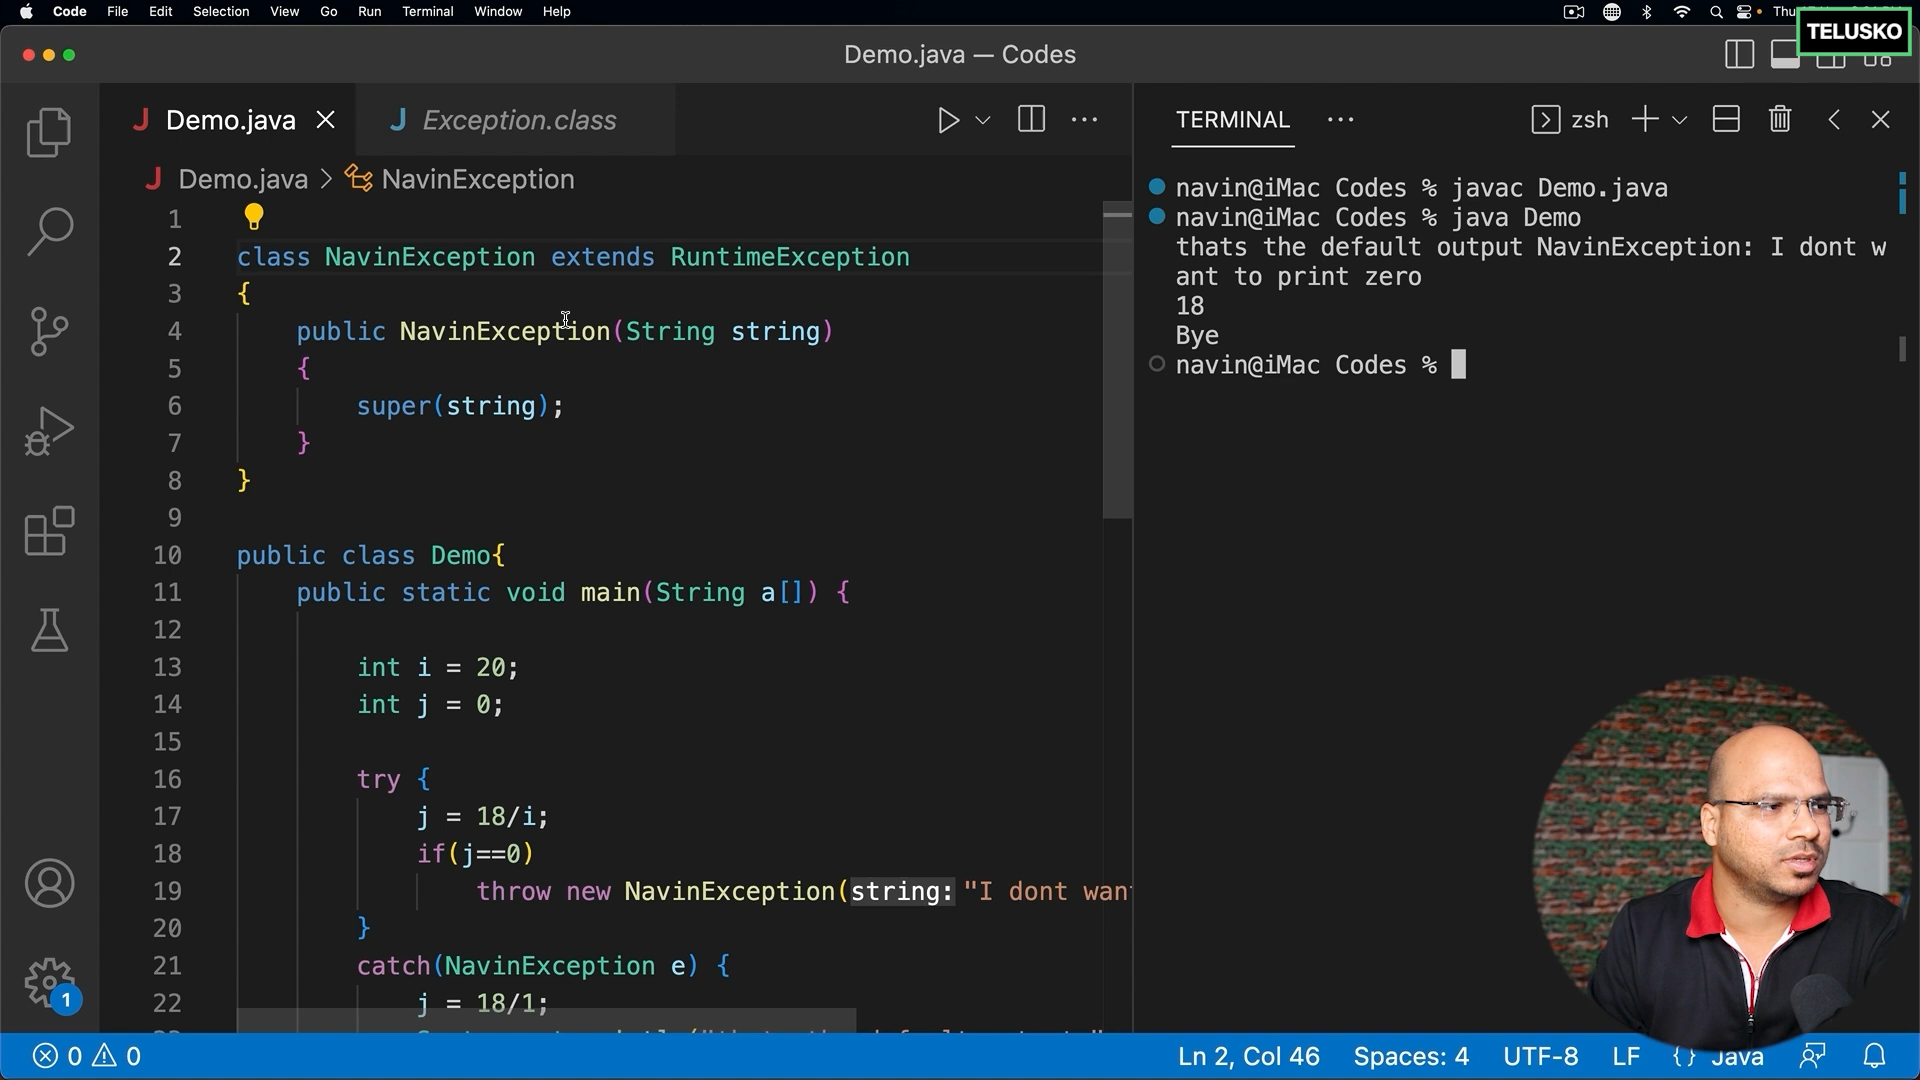 Code File Edit Selection View Go Run Terminal Window Help Thu
TELUSKO
Demo.java — Codes
Demo.java Exception.class
Demo.java > NavinException
1
2 class NavinException extends RuntimeException
3 {
4 public NavinException(String string)
5 {
6 super(string);
7 }
8 }
9
10 public class Demo{
11 public static void main(String a[]) {
12
13 int i = 20;
14 int j = 0;
15
16 try {
17 j = 18/i;
18 if(j==0)
19 throw new NavinException(string: "I dont wan
20 }
21 catch(NavinException e) {
22 j = 18/1;
TERMINAL zsh
navin@iMac Codes % javac Demo.java
navin@iMac Codes % java Demo
thats the default output NavinException: I dont w
ant to print zero
18
Bye
navin@iMac Codes %
1
0 0 Ln 2, Col 46 Spaces: 4 UTF-8 LF {} Java